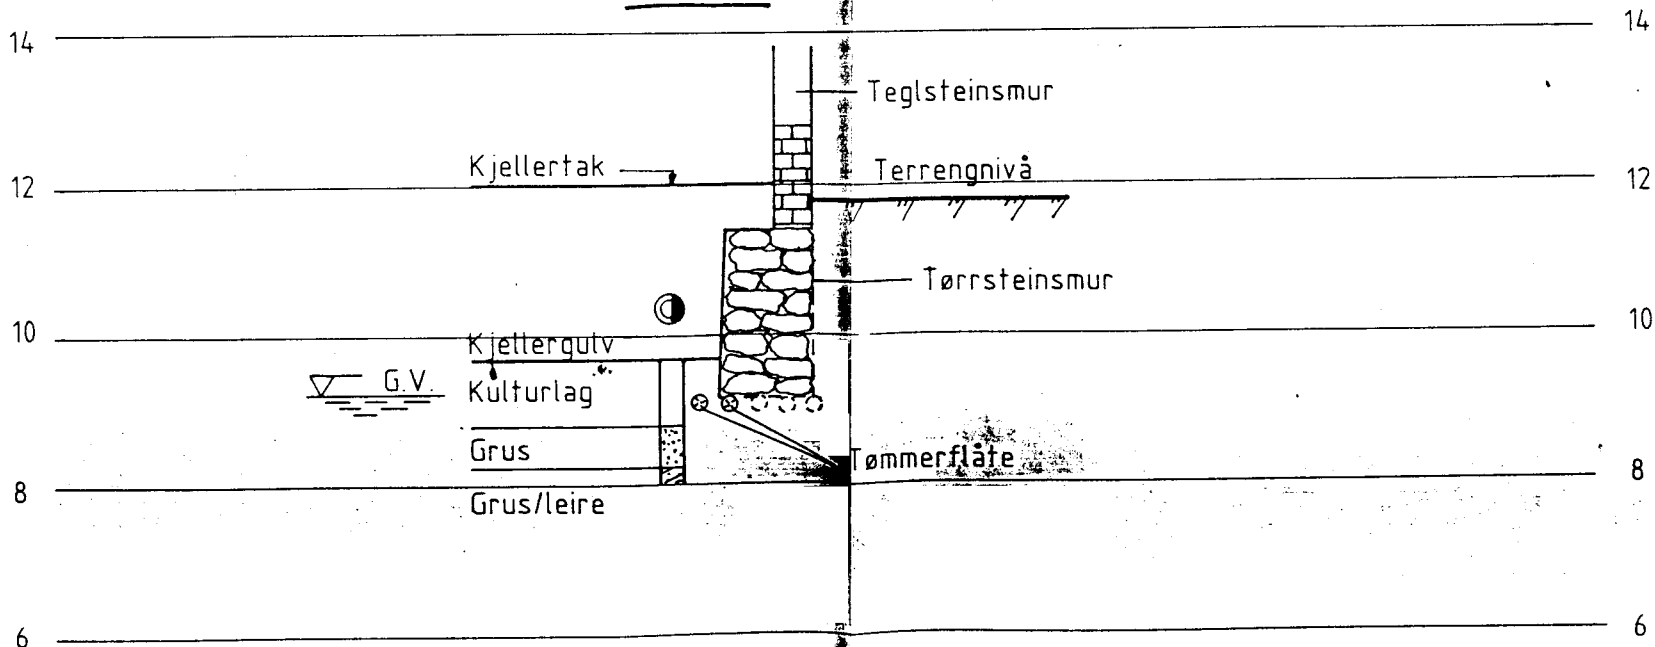 14 14
Teglsteinsmur
Kjellertak
Terrengnivå
12 12
Tørrsteinsmur
10 10
Kjellergulv
G.V.
Kulturlag
Grus
Tømmerflåte
8 8
Grus/leire
6 6